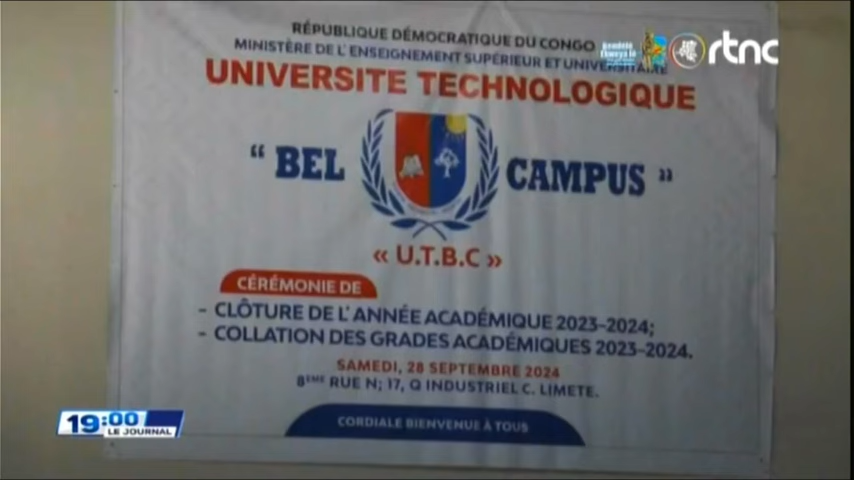 RÉPUBLIQUE DÉMOCRATIQUE DU CONGO
MINISTÈRE DE L'ENSEIGNEMENT SUPÉRIEUR ET UNIVERSITAIRE
rtnc
UNIVERSITE TECHNOLOGIQUE
“ BEL CAMPUS ”
« U.T.B.C »
CÉRÉMONIE DE
- CLÔTURE DE L'ANNÉE ACADÉMIQUE 2023-2024;
- COLLATION DES GRADES ACADÉMIQUES 2023-2024.
SAMEDI, 28 SEPTEMBRE 2024
8ÈME RUE N; 17, Q INDUSTRIEL C. LIMETE.
CORDIALE BIENVENUE À TOUS
19:00
LE JOURNAL